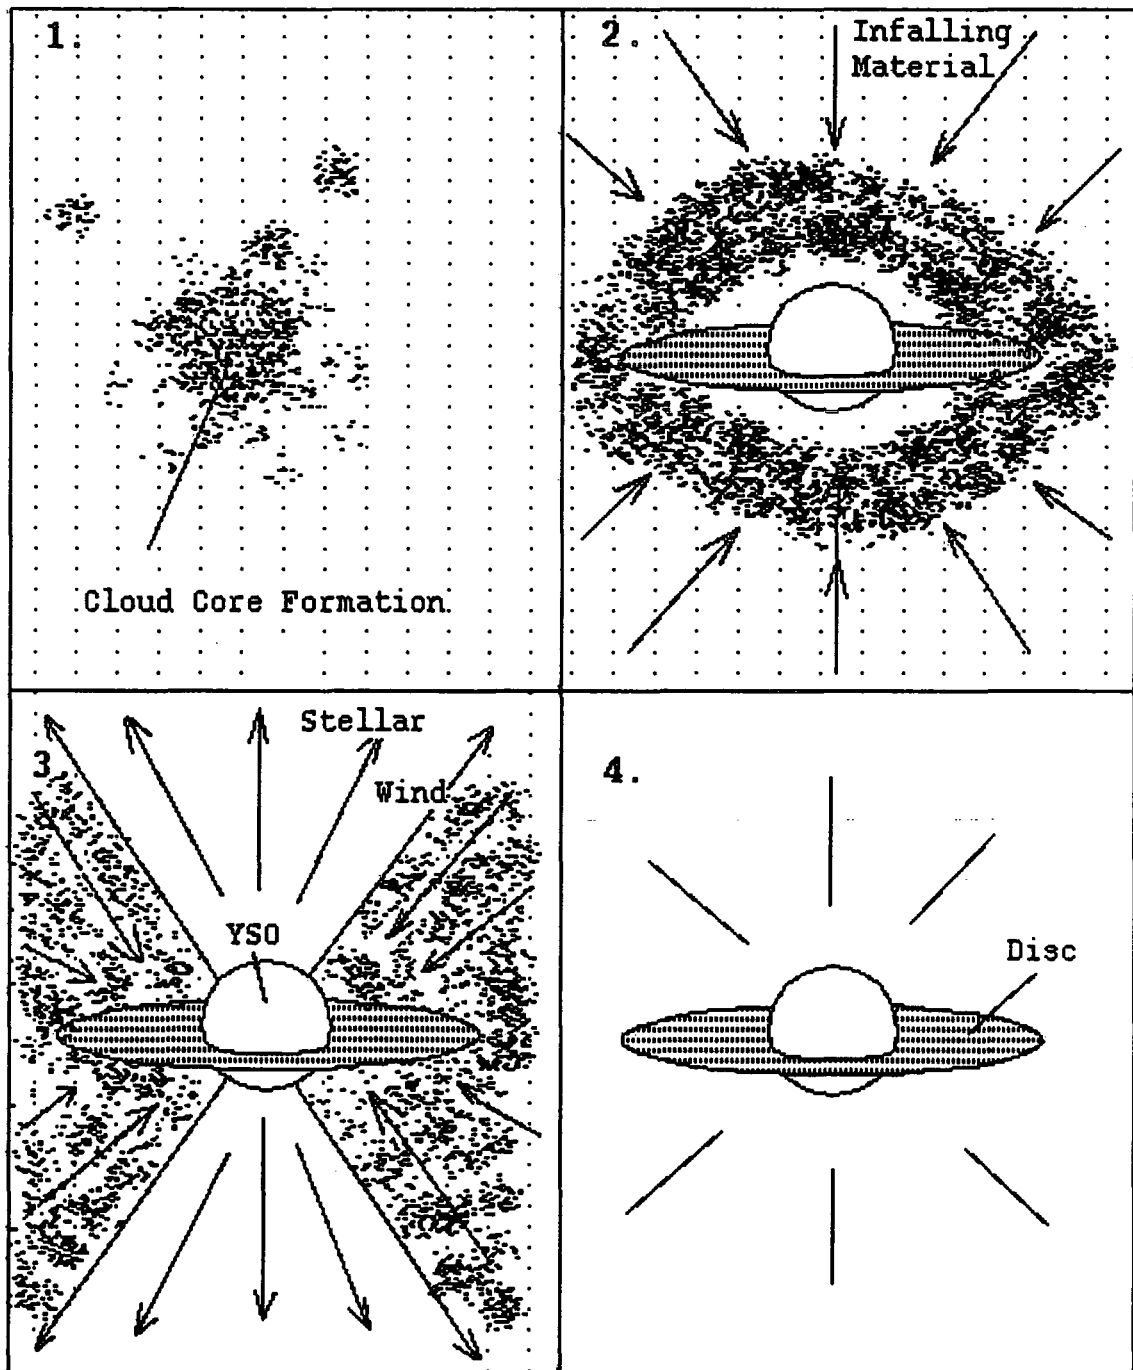 1.
Cloud Core Formation
2.
Infalling
Material
3
Stellar
Wind
YSO
4.
Disc